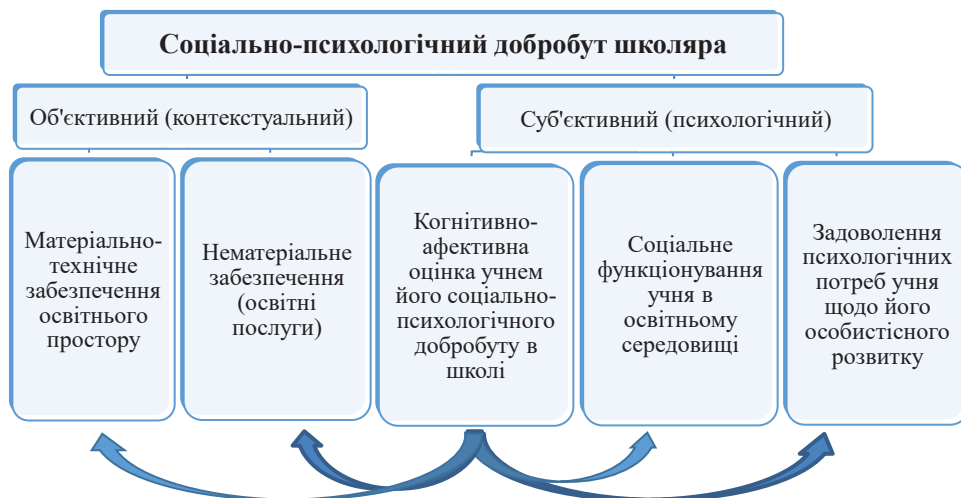 Соціально-психологічний добробут школяра
Об'єктивний (контекстуальний)
Суб'єктивний (психологічний)
Матеріально-
технічне
забезпечення
освітнього
простору
Нематеріальне
забезпечення
(освітні
послуги)
Когнітивно-
афективна
оцінка учнем
його соціально-
психологічного
добробуту в
школі
Соціальне
функціонування
учня в
освітньому
середовищі
Задоволення
психологічних
потреб учня
щодо його
особистісного
розвитку